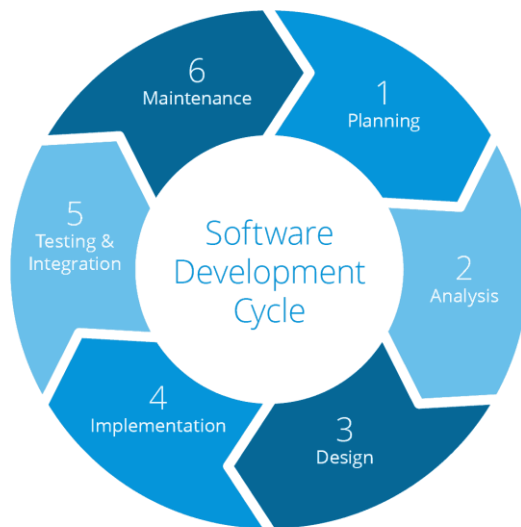 Software
Development
Cycle
1
Planning
2
Analysis
3
Design
4
Implementation
5
Testing &
Integration
6
Maintenance